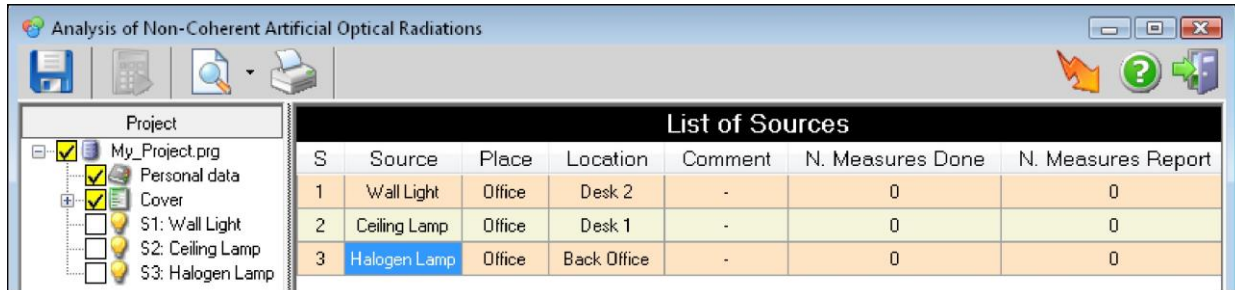 Analysis of Non-Coherent Artificial Optical Radiations
Project
My_Project.prg
Personal data
Cover
S1: Wall Light
S2: Ceiling Lamp
S3: Halogen Lamp
List of Sources
S Source Place Location Comment N. Measures Done N. Measures Report
1 Wall Light Office Desk 2 - 0 0
2 Ceiling Lamp Office Desk 1 - 0 0
3 Halogen Lamp Office Back Office - 0 0